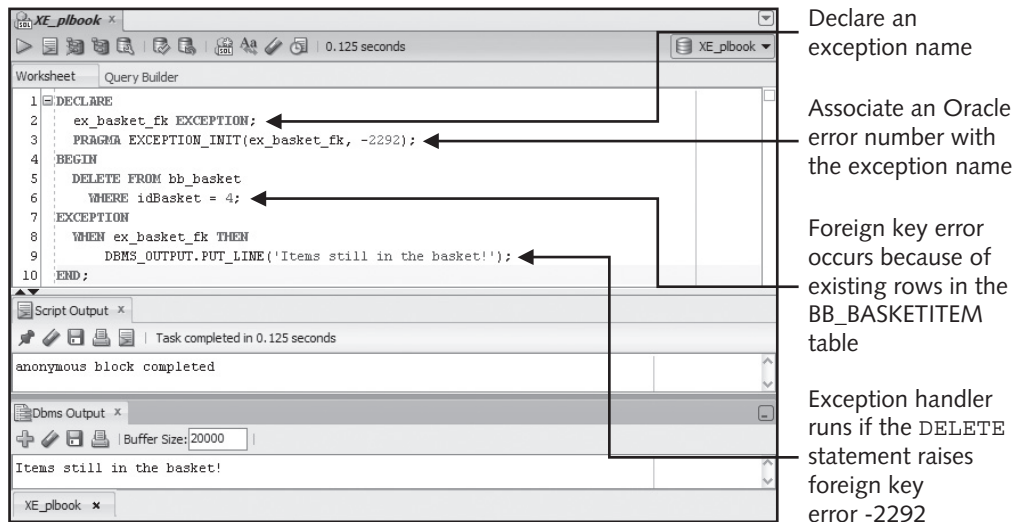 XE_plbook
0.125 seconds
XE_plbook
Worksheet Query Builder
1 DECLARE
2 ex_basket_fk EXCEPTION;
3 PRAGMA EXCEPTION_INIT(ex_basket_fk, -2292);
4 BEGIN
5 DELETE FROM bb_basket
6 WHERE idBasket = 4;
7 EXCEPTION
8 WHEN ex_basket_fk THEN
9 DBMS_OUTPUT.PUT_LINE('Items still in the basket!');
10 END;
Script Output
Task completed in 0.125 seconds
anonymous block completed
Dbms Output
Buffer Size: 20000
Items still in the basket!
XE_plbook
Declare an
exception name
Associate an Oracle
error number with
the exception name
Foreign key error
occurs because of
existing rows in the
BB_BASKETITEM
table
Exception handler
runs if the DELETE
statement raises
foreign key
error -2292